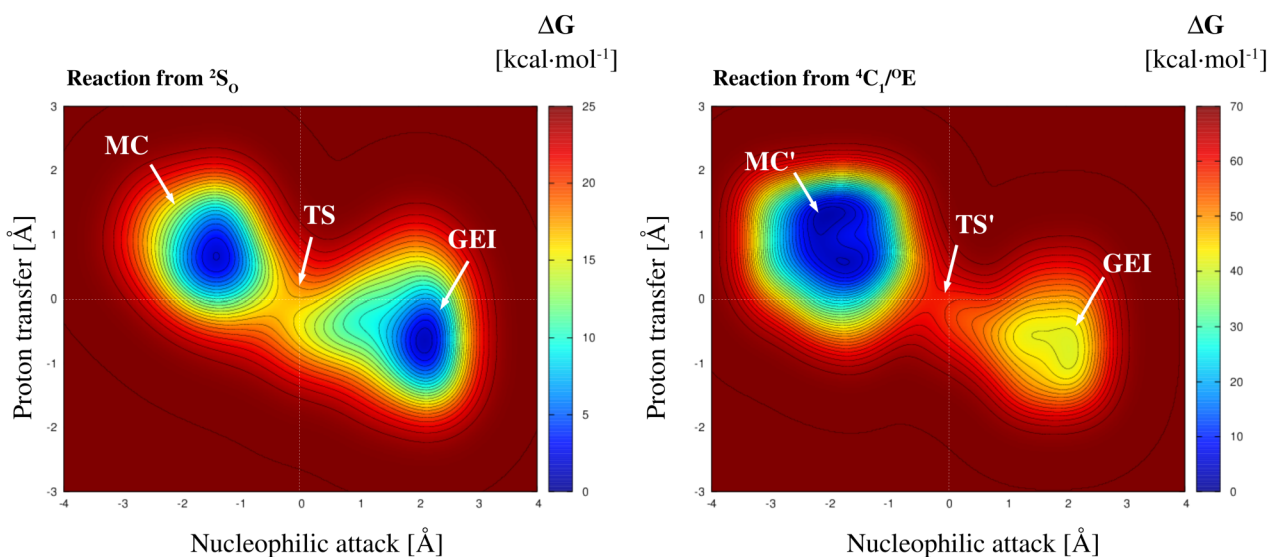 ΔG
[kcal·mol⁻¹]
Reaction from ²Sₒ
MC
TS
GEI
3
2
1
0
-1
-2
-3
-4
-3
-2
-1
0
1
2
3
4
25
20
15
10
5
0
Proton transfer [Å]
Nucleophilic attack [Å]
ΔG
[kcal·mol⁻¹]
Reaction from ⁴C₁/ᴼE
MC'
TS'
GEI
3
2
1
0
-1
-2
-3
-4
-3
-2
-1
0
1
2
3
4
70
60
50
40
30
20
10
0
Proton transfer [Å]
Nucleophilic attack [Å]